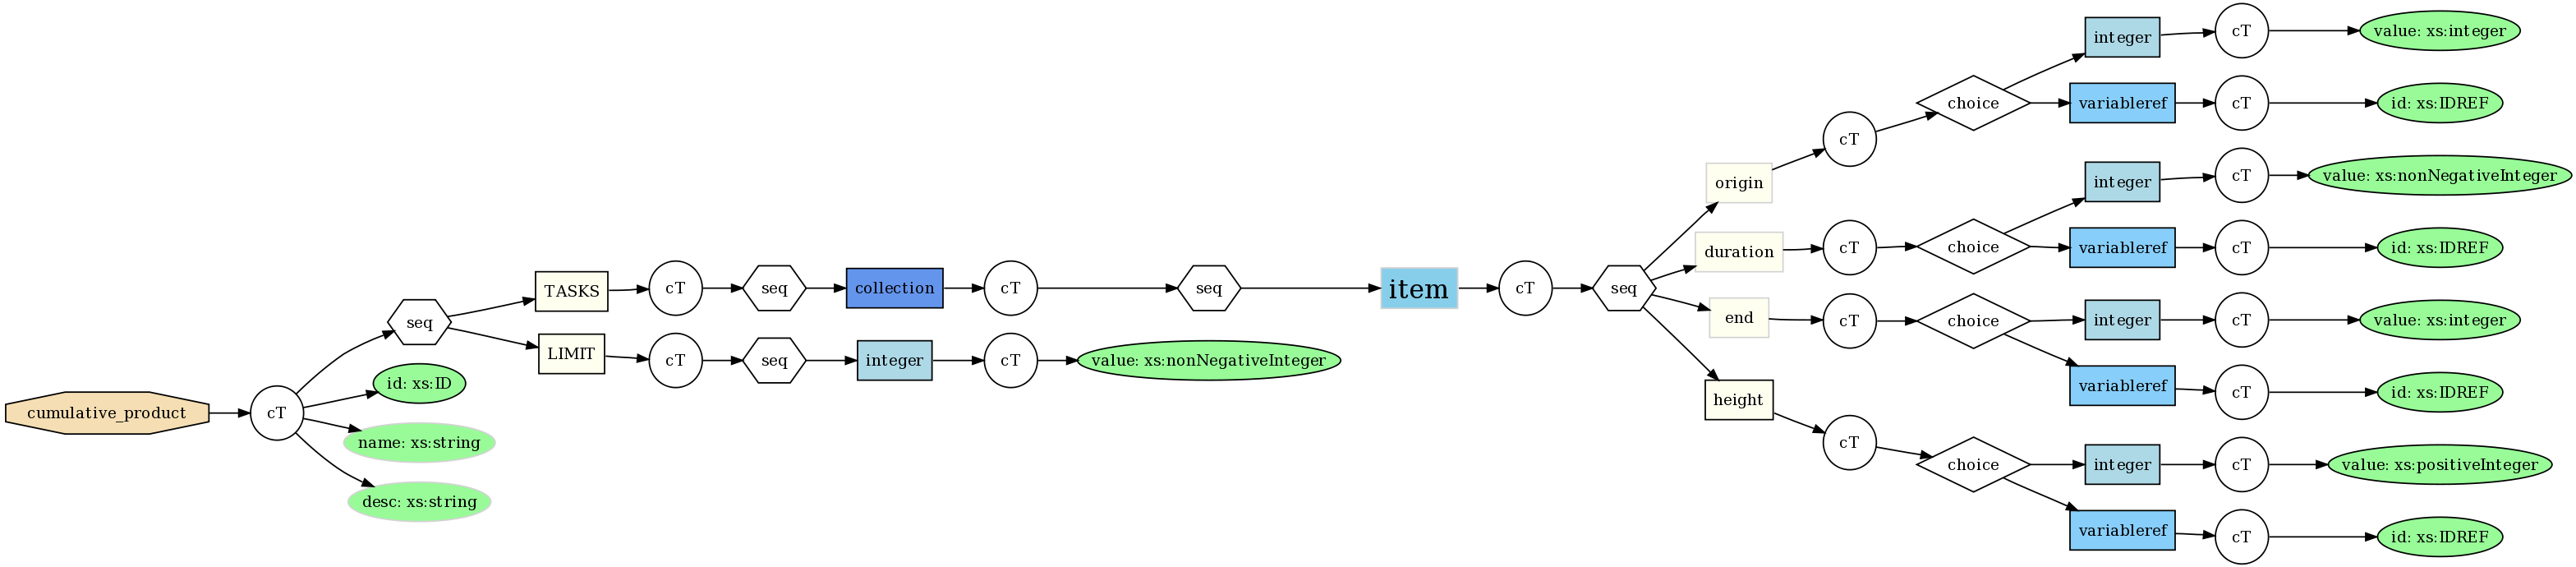 cumulative_product
cT
seq
id: xs:ID
name: xs:string
desc: xs:string
TASKS
cT
seq
collection
cT
seq
item
cT
seq
LIMIT
cT
seq
integer
cT
value: xs:nonNegativeInteger
origin
cT
choice
integer
cT
value: xs:integer
variableref
cT
id: xs:IDREF
duration
cT
choice
integer
cT
value: xs:nonNegativeInteger
variableref
cT
id: xs:IDREF
end
cT
choice
integer
cT
value: xs:integer
variableref
cT
id: xs:IDREF
height
cT
choice
integer
cT
value: xs:positiveInteger
variableref
cT
id: xs:IDREF